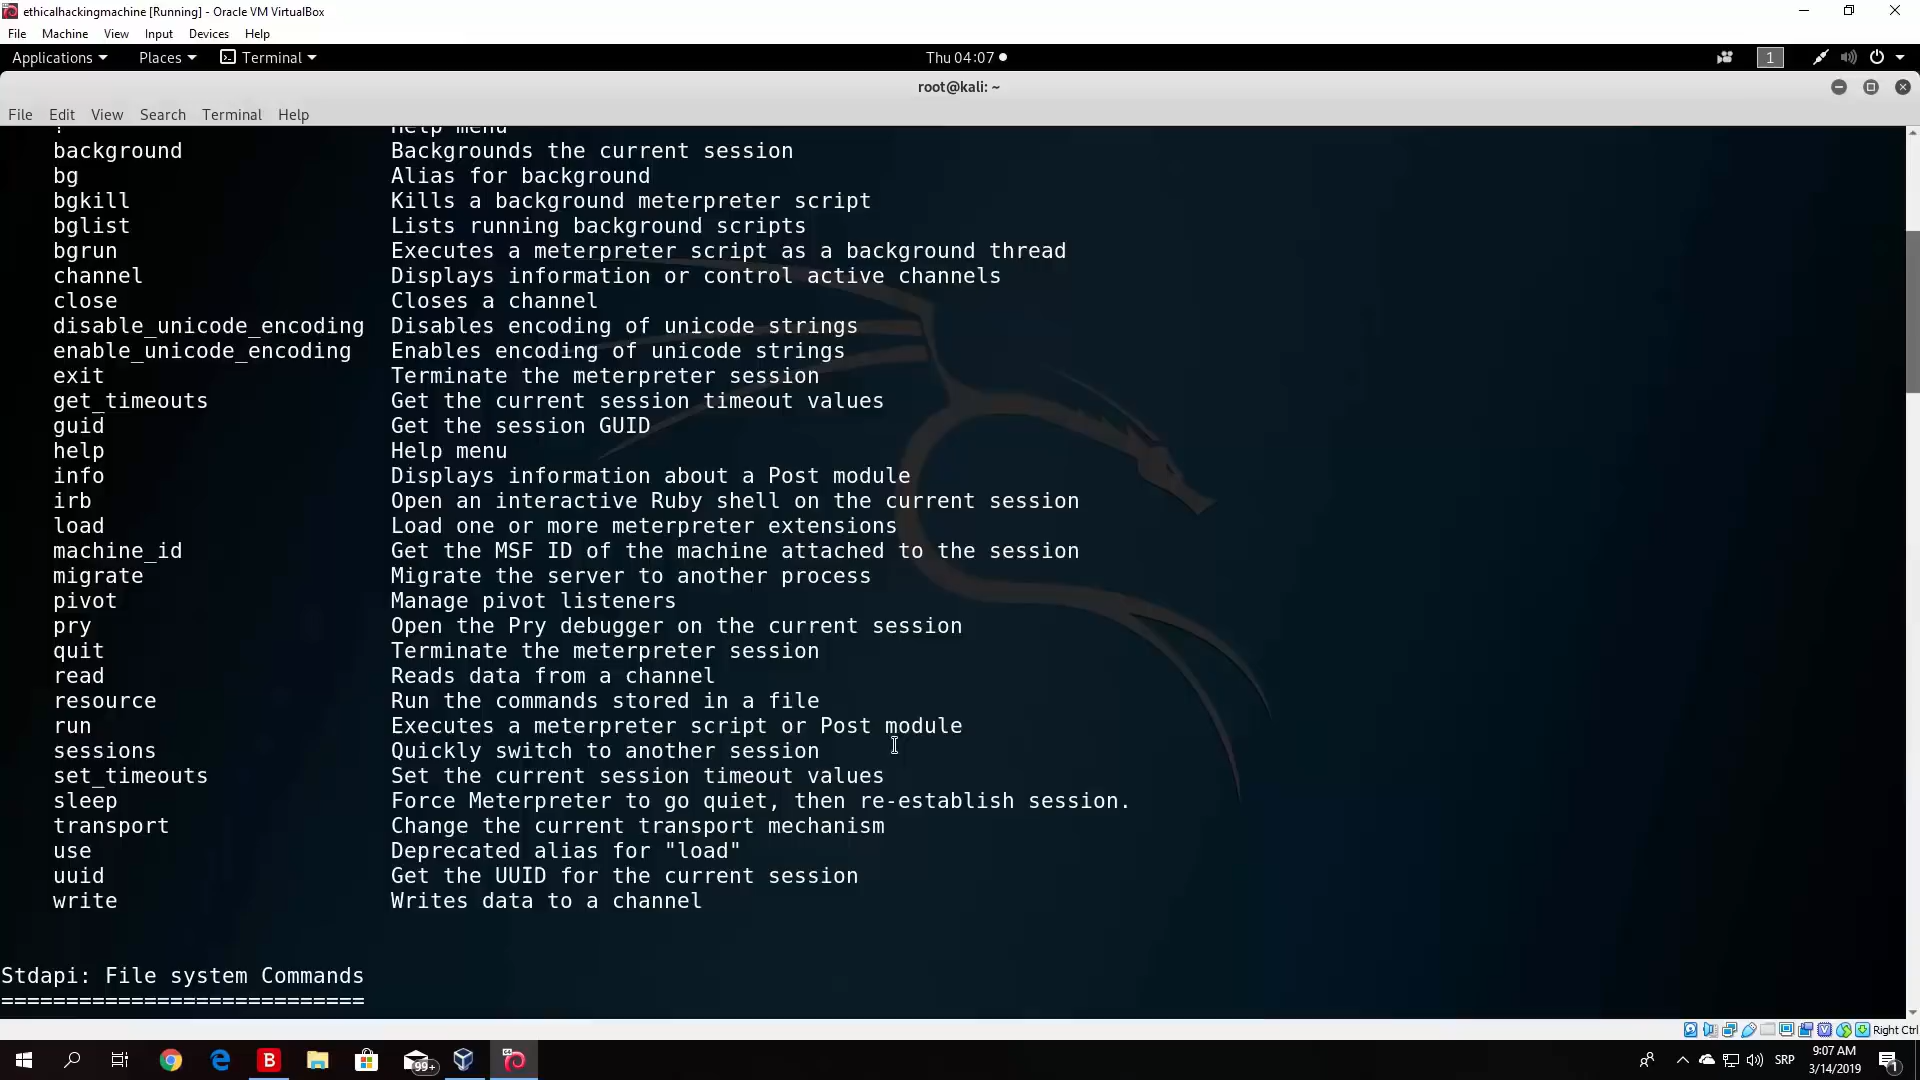 ethicalhackingmachine [Running] - Oracle VM VirtualBox
File Machine View Input Devices Help
Applications Places Terminal Thu 04:07 1
root@kali: ~
File Edit View Search Terminal Help
? Help menu
background Backgrounds the current session
bg Alias for background
bgkill Kills a background meterpreter script
bglist Lists running background scripts
bgrun Executes a meterpreter script as a background thread
channel Displays information or control active channels
close Closes a channel
disable_unicode_encoding Disables encoding of unicode strings
enable_unicode_encoding Enables encoding of unicode strings
exit Terminate the meterpreter session
get_timeouts Get the current session timeout values
guid Get the session GUID
help Help menu
info Displays information about a Post module
irb Open an interactive Ruby shell on the current session
load Load one or more meterpreter extensions
machine_id Get the MSF ID of the machine attached to the session
migrate Migrate the server to another process
pivot Manage pivot listeners
pry Open the Pry debugger on the current session
quit Terminate the meterpreter session
read Reads data from a channel
resource Run the commands stored in a file
run Executes a meterpreter script or Post module
sessions Quickly switch to another session
set_timeouts Set the current session timeout values
sleep Force Meterpreter to go quiet, then re-establish session.
transport Change the current transport mechanism
use Deprecated alias for "load"
uuid Get the UUID for the current session
write Writes data to a channel
Stdapi: File system Commands
============================
Right Ctrl
B 99+ SRP 9:07 AM
3/14/2019 1